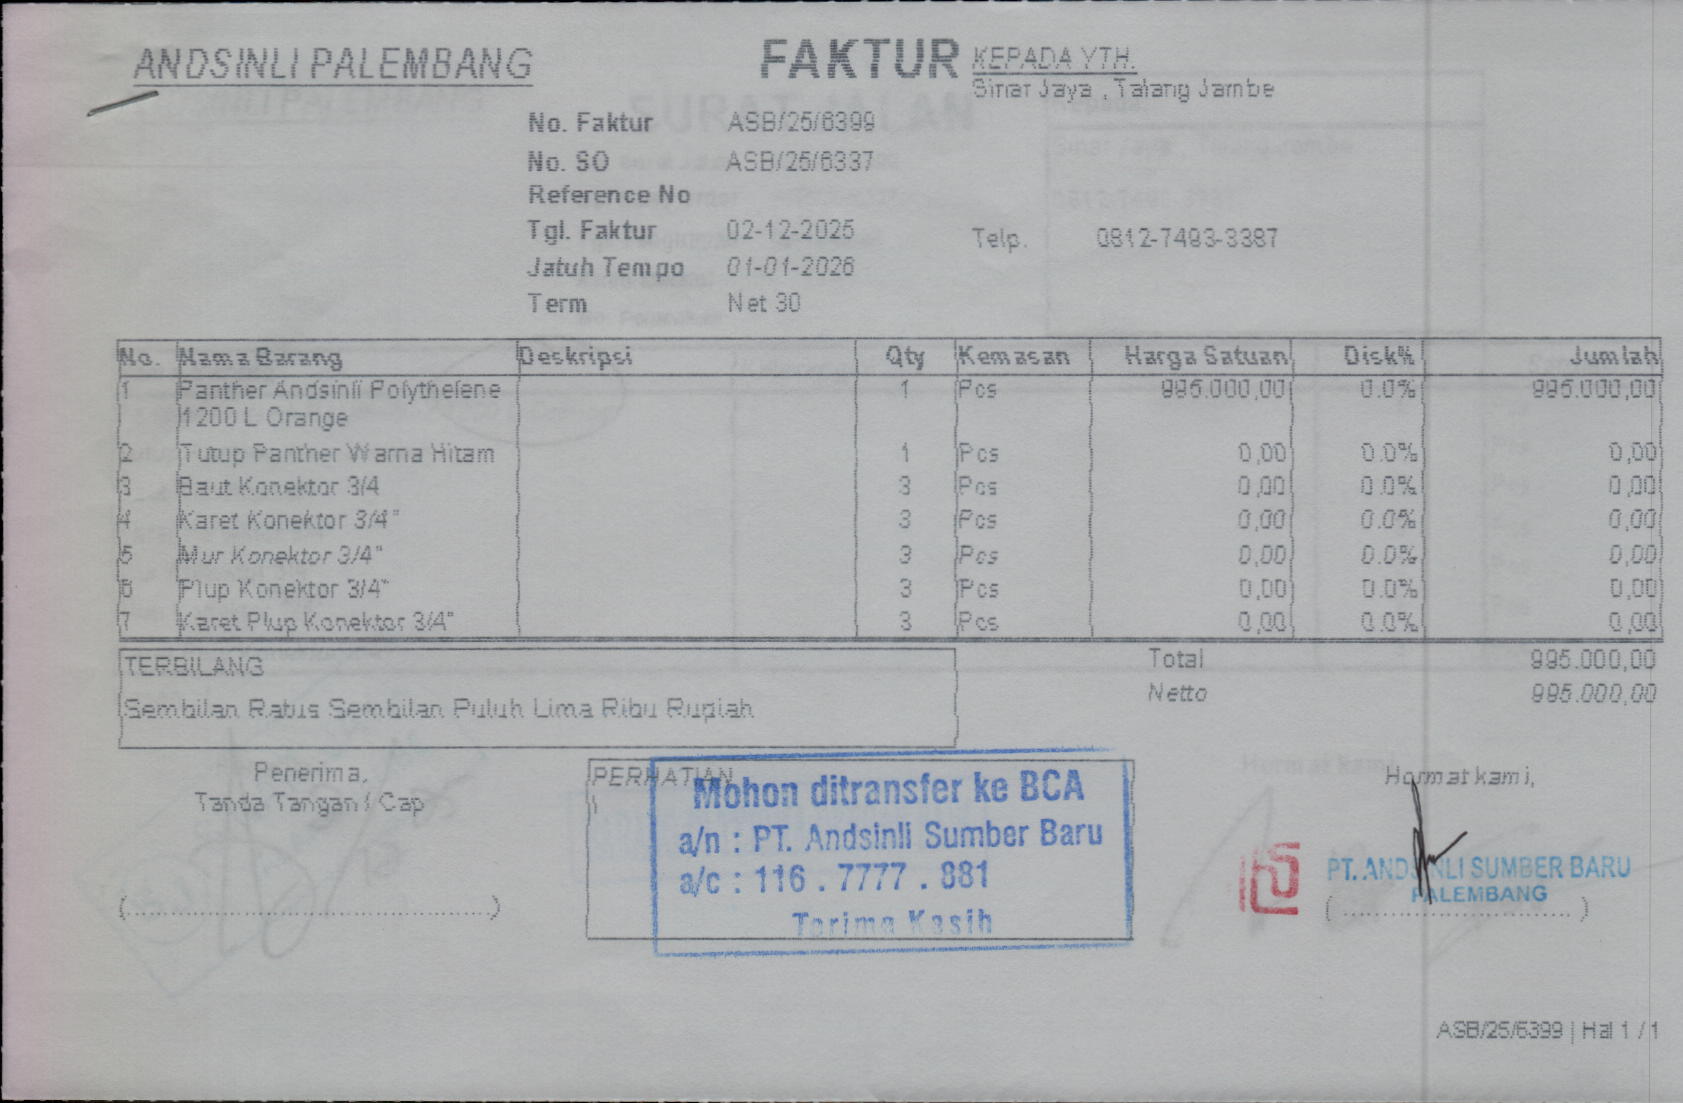 ANDSINLI PALEMBANG
FAKTUR
KEPADA YTH.
Sinar Jaya , Talang Jambe
No. Faktur ASB/25/6399
No. SO ASB/25/6337
Reference No
Tgl. Faktur 02-12-2025
Telp. 0812-7493-3387
Jatuh Tempo 01-01-2026
Term Net 30
No. Nama Barang Deskripsi Qty Kemasan Harga Satuan Disk% Jumlah
1 Panther Andsinli Polythelene 1 Pcs 995.000,00 0.0% 995.000,00
1200 L Orange
2 Tutup Panther Warna Hitam 1 Pcs 0,00 0.0% 0,00
3 Baut Konektor 3/4 3 Pcs 0,00 0.0% 0,00
4 Karet Konektor 3/4" 3 Pcs 0,00 0.0% 0,00
5 Mur Konektor 3/4" 3 Pcs 0,00 0.0% 0,00
6 Plup Konektor 3/4" 3 Pcs 0,00 0.0% 0,00
7 Karet Plup Konektor 3/4" 3 Pcs 0,00 0.0% 0,00
TERBILANG
Sembilan Ratus Sembilan Puluh Lima Ribu Rupiah
Total 995.000,00
Netto 995.000,00
Penerima,
Tanda Tangan / Cap
(......................................)
PERHATIAN
\
Mohon ditransfer ke BCA
a/n : PT. Andsinli Sumber Baru
a/c : 116 . 7777 . 881
Terima Kasih
Hormat kami,
PT. ANDSINLI SUMBER BARU
PALEMBANG
(..........................)
ASB/25/6399 | Hal 1 / 1